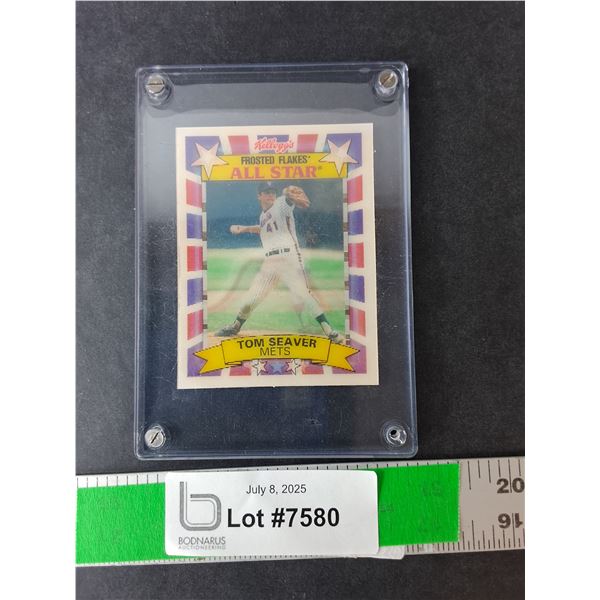 Kellogg's
FROSTED FLAKES®
ALL STAR®
41
TOM SEAVER
METS
July 8, 2025
b
Lot #7580
BODNARUS
AUCTIONEERING
20
16